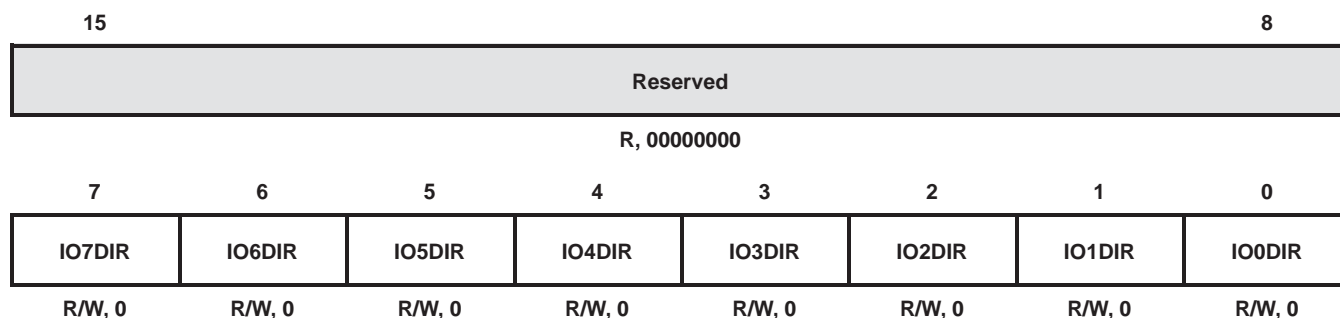 15 8
Reserved
R, 00000000
7 6 5 4 3 2 1 0
IO7DIR IO6DIR IO5DIR IO4DIR IO3DIR IO2DIR IO1DIR IO0DIR
R/W, 0 R/W, 0 R/W, 0 R/W, 0 R/W, 0 R/W, 0 R/W, 0 R/W, 0